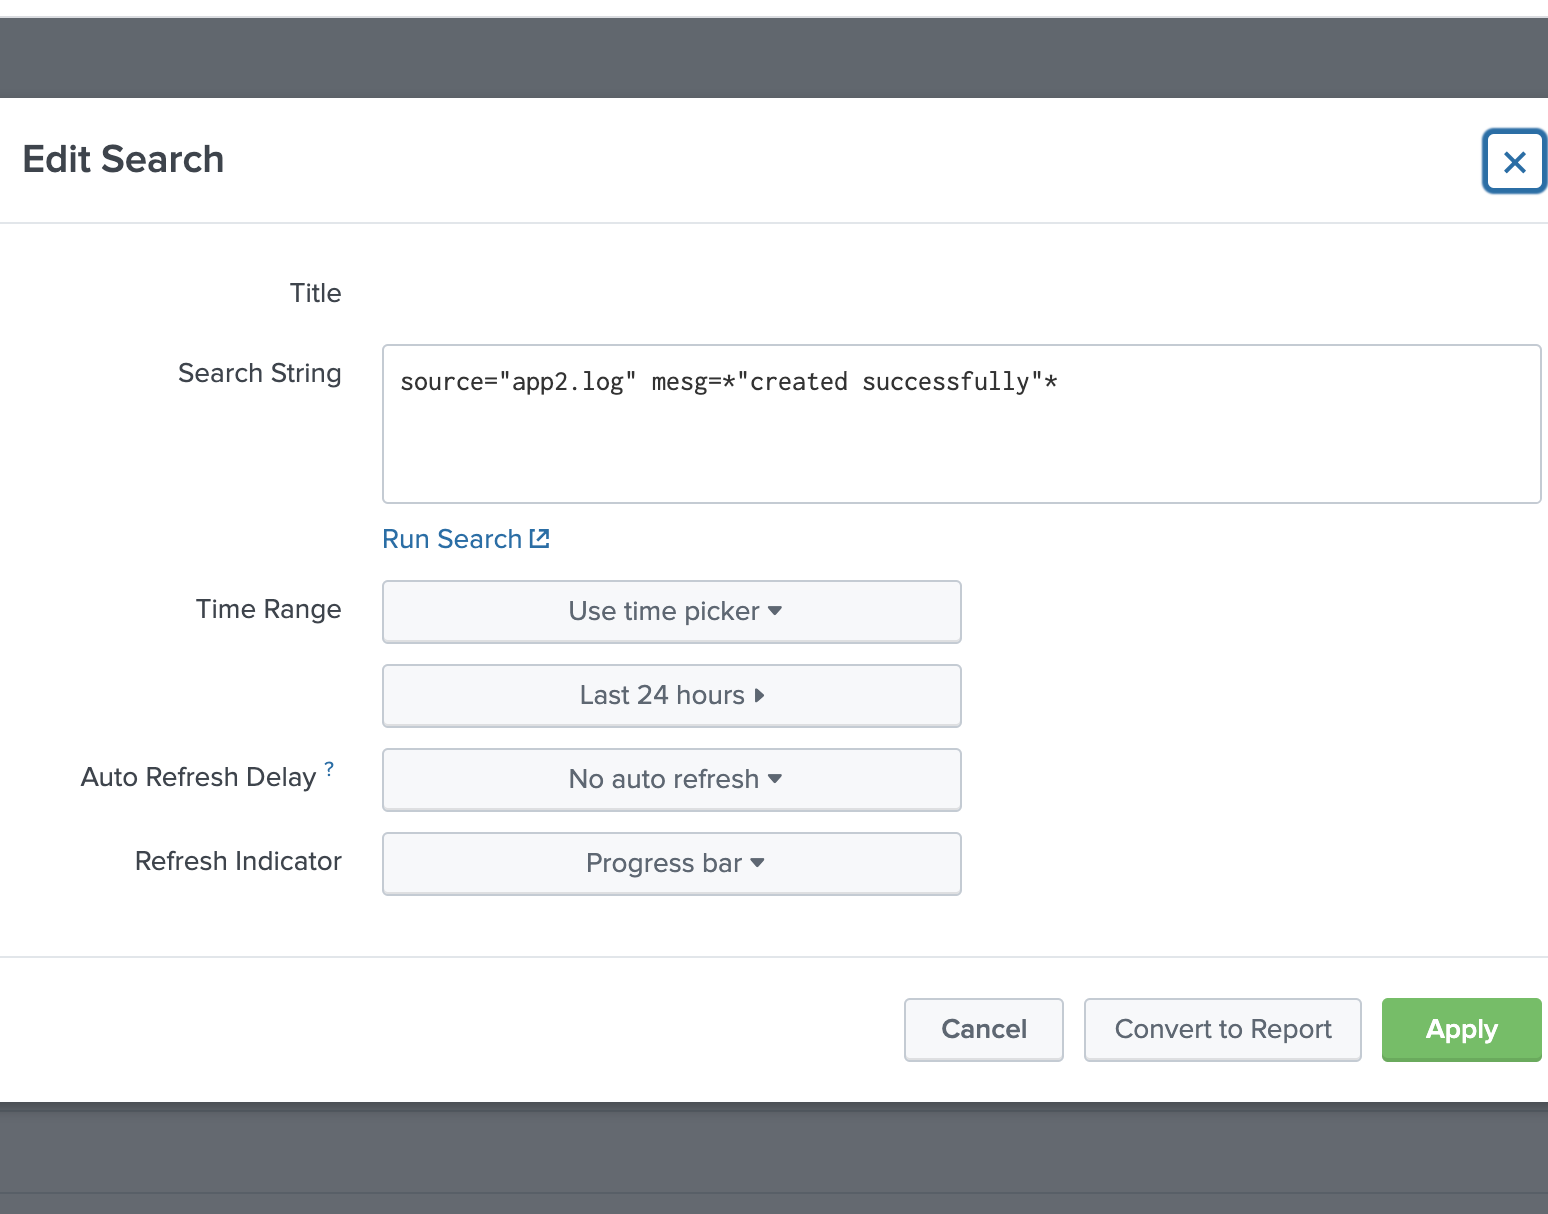 Edit Search
Title
Search String
source="app2.log" mesg=*"created successfully"*
Run Search
Time Range
Use time picker
Last 24 hours
Auto Refresh Delay ?
No auto refresh
Refresh Indicator
Progress bar
Cancel
Convert to Report
Apply